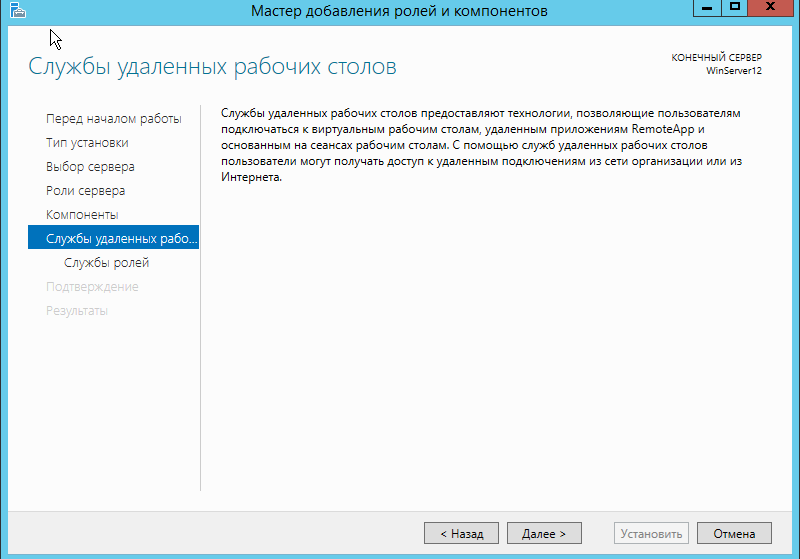 Мастер добавления ролей и компонентов
Службы удаленных рабочих столов
КОНЕЧНЫЙ СЕРВЕР
WinServer12
Перед началом работы
Тип установки
Выбор сервера
Роли сервера
Компоненты
Службы удаленных рабо...
Службы ролей
Подтверждение
Результаты
Службы удаленных рабочих столов предоставляют технологии, позволяющие пользователям
подключаться к виртуальным рабочим столам, удаленным приложениям RemoteApp и
основанным на сеансах рабочим столам. С помощью служб удаленных рабочих столов
пользователи могут получать доступ к удаленным подключениям из сети организации или из
Интернета.
< Назад
Далее >
Установить
Отмена